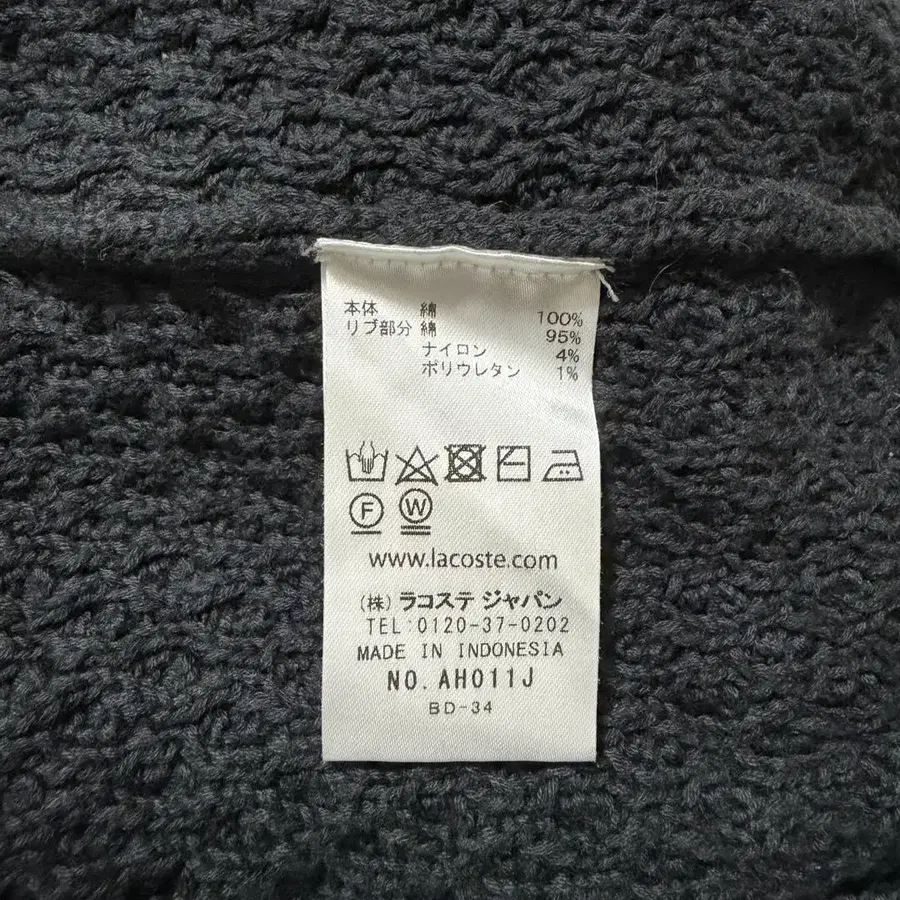 本体 綿 100%
リブ部分 綿 95%
ナイロン 4%
ポリウレタン 1%
F W
www.lacoste.com
(株) ラコステ ジャパン
TEL:0120-37-0202
MADE IN INDONESIA
NO.AH011J
BD-34